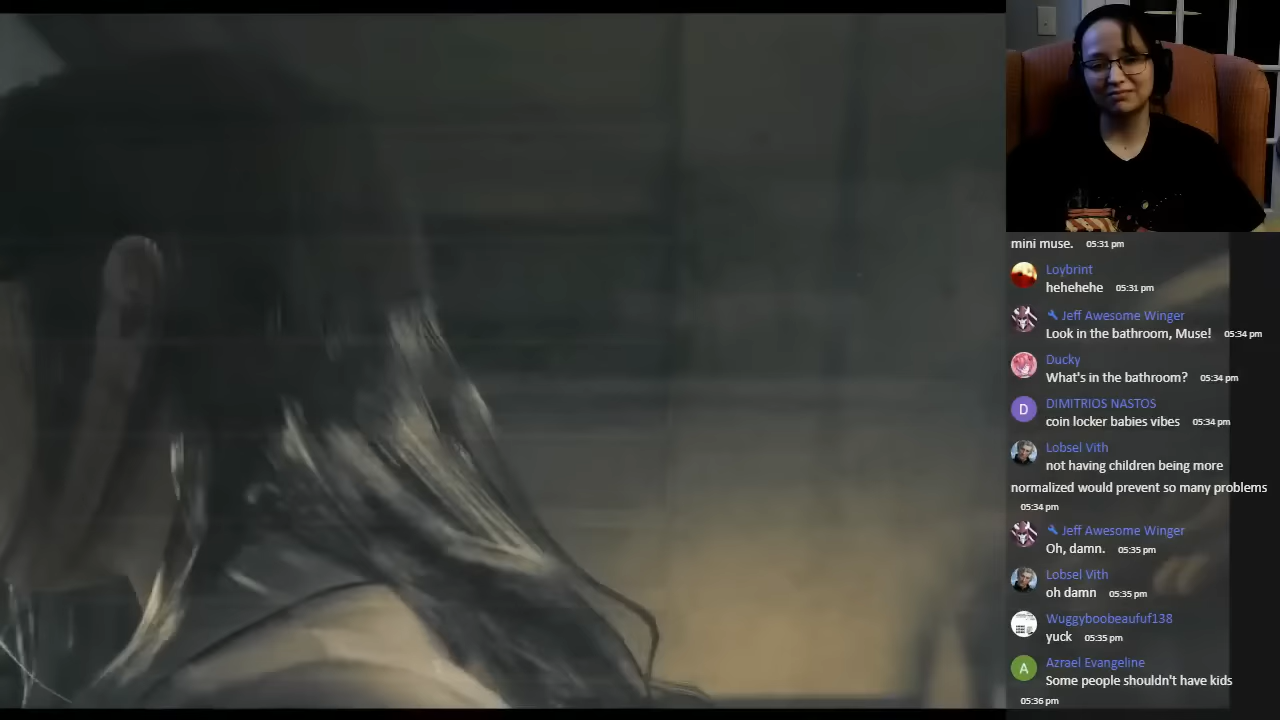 mini muse. 05:31 pm
Loybrint
hehehehe 05:31 pm
Jeff Awesome Winger
Look in the bathroom, Muse! 05:34 pm
Ducky
What's in the bathroom? 05:34 pm
D
DIMITRIOS NASTOS
coin locker babies vibes 05:34 pm
Lobsel Vith
not having children being more
normalized would prevent so many problems
05:34 pm
Jeff Awesome Winger
Oh, damn. 05:35 pm
Lobsel Vith
oh damn 05:35 pm
Wuggyboobeaufuf138
yuck 05:35 pm
A
Azrael Evangeline
Some people shouldn't have kids
05:36 pm